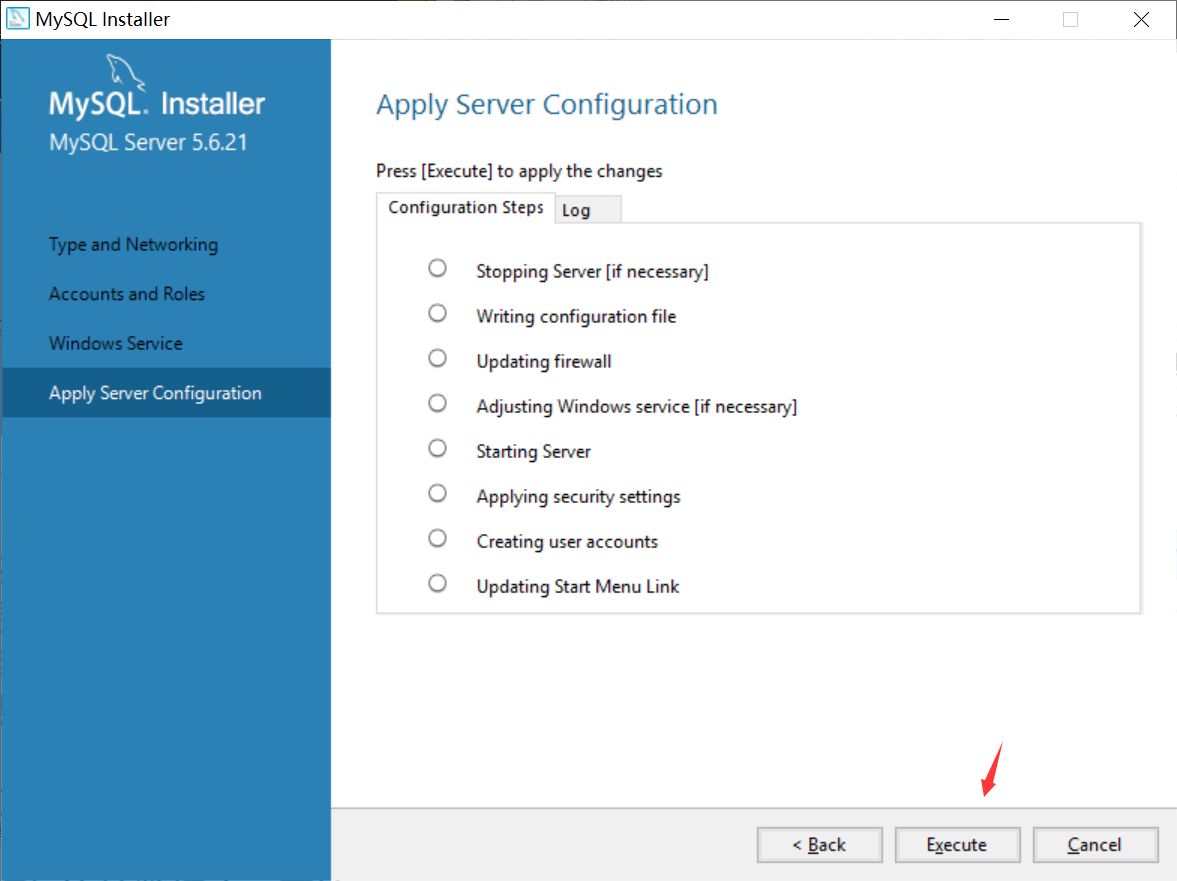 MySQL Installer
MySQL. Installer
MySQL Server 5.6.21
Type and Networking
Accounts and Roles
Windows Service
Apply Server Configuration
Apply Server Configuration
Press [Execute] to apply the changes
Configuration Steps
Log
Stopping Server [if necessary]
Writing configuration file
Updating firewall
Adjusting Windows service [if necessary]
Starting Server
Applying security settings
Creating user accounts
Updating Start Menu Link
< Back
Execute
Cancel